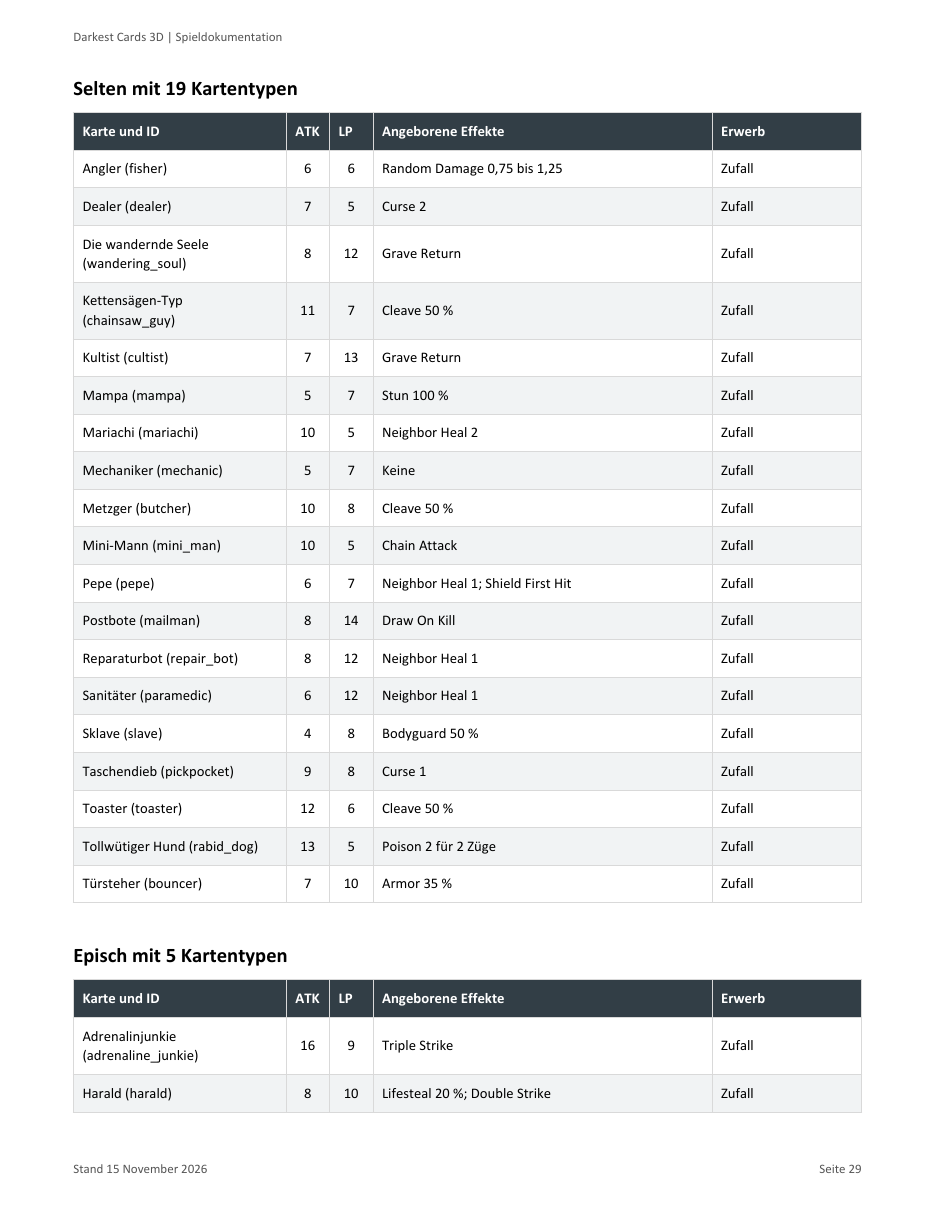 Darkest Cards 3D | Spieldokumentation
Selten mit 19 Kartentypen
Karte und ID ATK LP Angeborene Effekte Erwerb
Angler (fisher) 6 6 Random Damage 0,75 bis 1,25 Zufall
Dealer (dealer) 7 5 Curse 2 Zufall
Die wandernde Seele
(wandering_soul) 8 12 Grave Return Zufall
Kettensägen-Typ
(chainsaw_guy) 11 7 Cleave 50 % Zufall
Kultist (cultist) 7 13 Grave Return Zufall
Mampa (mampa) 5 7 Stun 100 % Zufall
Mariachi (mariachi) 10 5 Neighbor Heal 2 Zufall
Mechaniker (mechanic) 5 7 Keine Zufall
Metzger (butcher) 10 8 Cleave 50 % Zufall
Mini-Mann (mini_man) 10 5 Chain Attack Zufall
Pepe (pepe) 6 7 Neighbor Heal 1; Shield First Hit Zufall
Postbote (mailman) 8 14 Draw On Kill Zufall
Reparaturbot (repair_bot) 8 12 Neighbor Heal 1 Zufall
Sanitäter (paramedic) 6 12 Neighbor Heal 1 Zufall
Sklave (slave) 4 8 Bodyguard 50 % Zufall
Taschendieb (pickpocket) 9 8 Curse 1 Zufall
Toaster (toaster) 12 6 Cleave 50 % Zufall
Tollwütiger Hund (rabid_dog) 13 5 Poison 2 für 2 Züge Zufall
Türsteher (bouncer) 7 10 Armor 35 % Zufall
Episch mit 5 Kartentypen
Karte und ID ATK LP Angeborene Effekte Erwerb
Adrenalinjunkie
(adrenaline_junkie) 16 9 Triple Strike Zufall
Harald (harald) 8 10 Lifesteal 20 %; Double Strike Zufall
Stand 15 November 2026 Seite 29